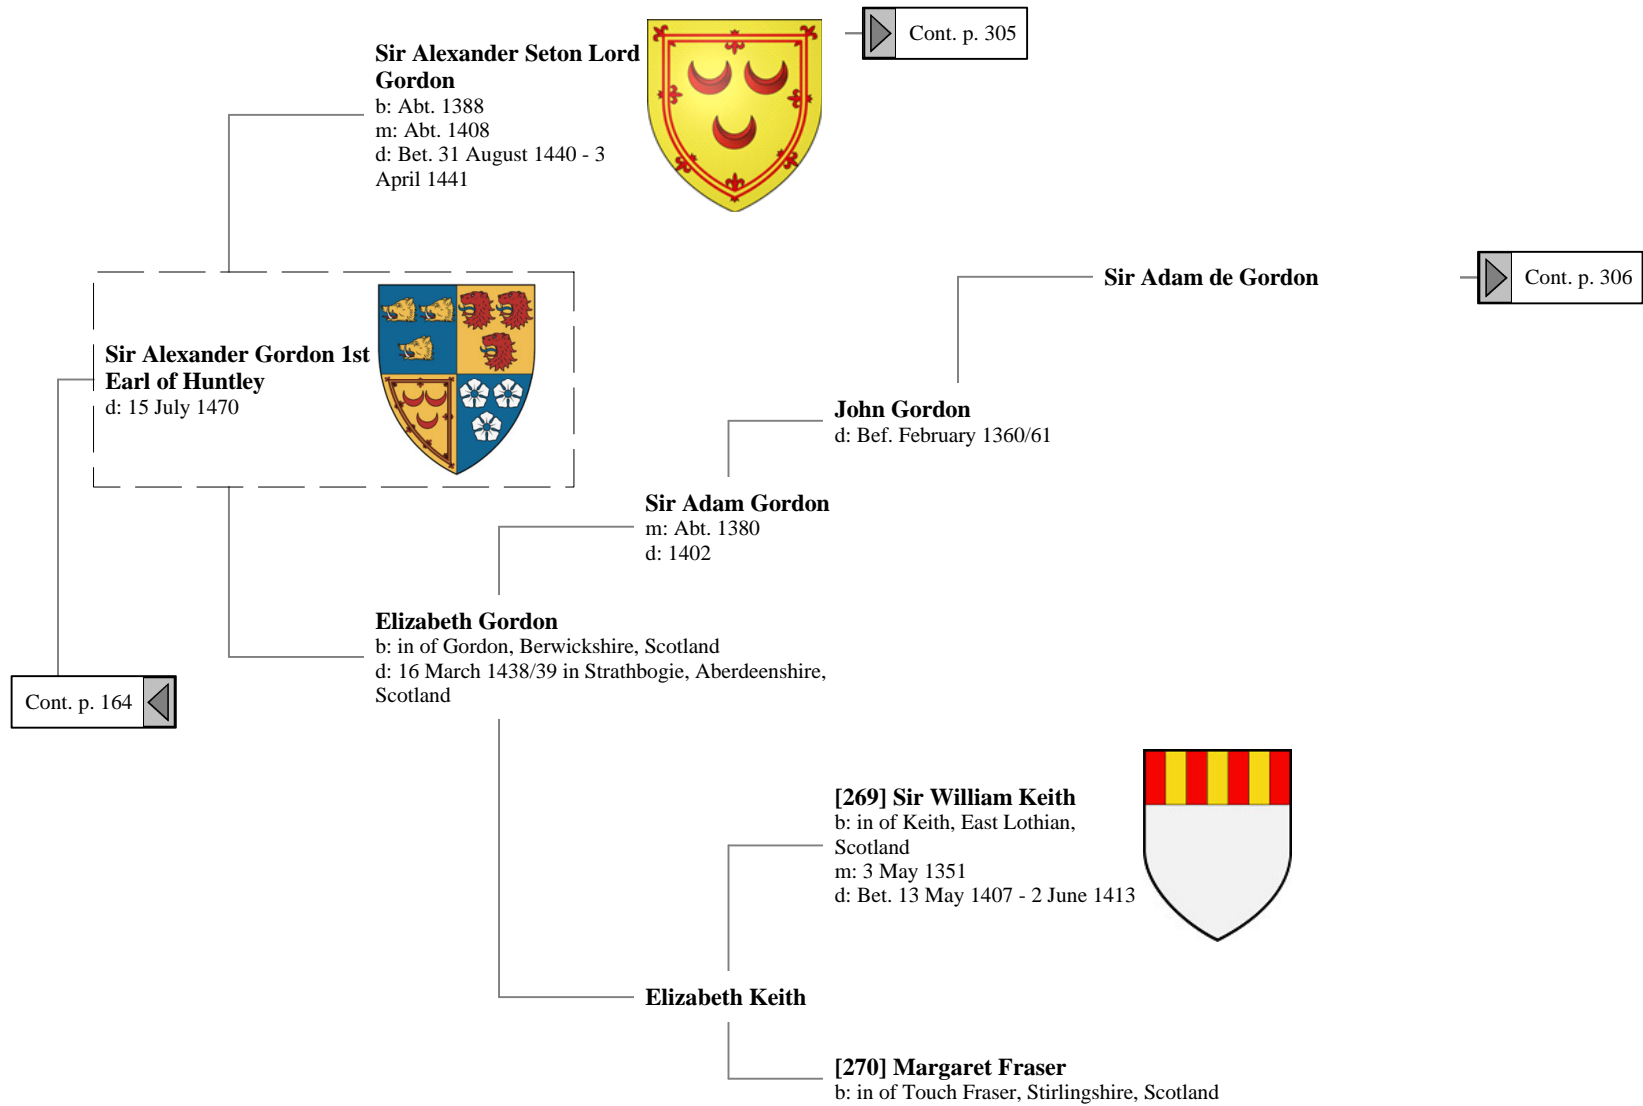 Cont. p. 305
Sir Alexander Seton Lord
Gordon
b: Abt. 1388
m: Abt. 1408
d: Bet. 31 August 1440 - 3
April 1441
Sir Adam de Gordon
Cont. p. 306
Sir Alexander Gordon 1st
Earl of Huntley
d: 15 July 1470
John Gordon
d: Bef. February 1360/61
Sir Adam Gordon
m: Abt. 1380
d: 1402
Elizabeth Gordon
b: in of Gordon, Berwickshire, Scotland
d: 16 March 1438/39 in Strathbogie, Aberdeenshire,
Scotland
Cont. p. 164
[269] Sir William Keith
b: in of Keith, East Lothian,
Scotland
m: 3 May 1351
d: Bet. 13 May 1407 - 2 June 1413
Elizabeth Keith
[270] Margaret Fraser
b: in of Touch Fraser, Stirlingshire, Scotland